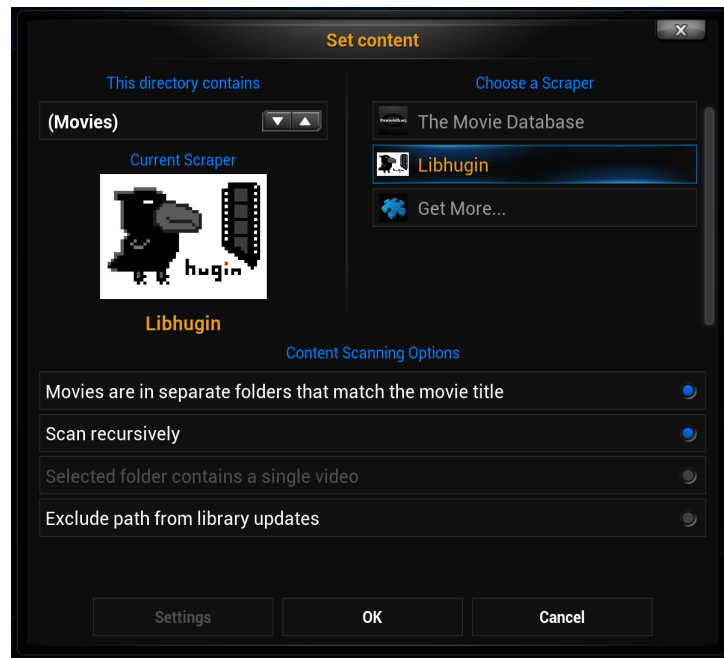 Set content
X
This directory contains
(Movies)
Current Scraper
hugin
Libhugin
Choose a Scraper
The Movie Database
Libhugin
Get More...
Content Scanning Options
Movies are in separate folders that match the movie title
Scan recursively
Selected folder contains a single video
Exclude path from library updates
Settings
OK
Cancel